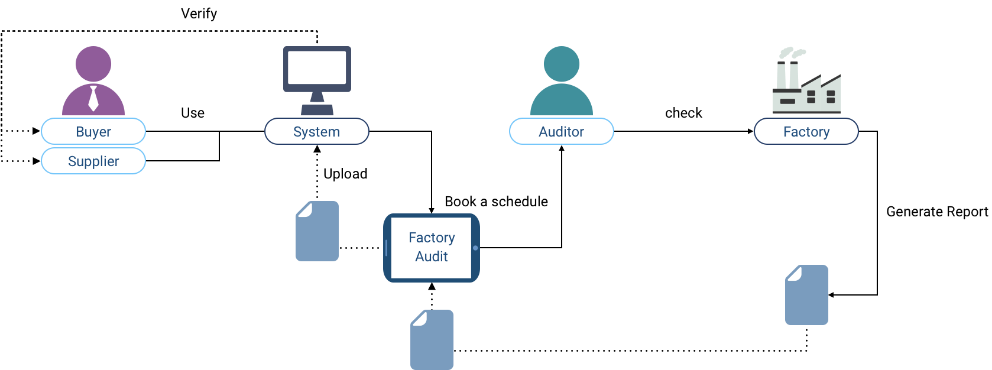 Verify
Use
Buyer
System
Supplier
Auditor
check
Factory
Upload
Book a schedule
Generate Report
Factory
Audit